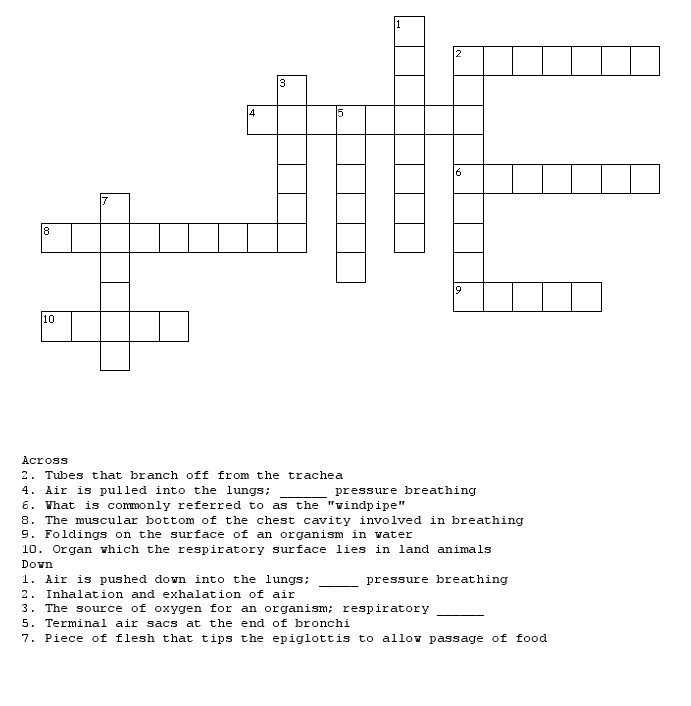 1
2
3
4 5
6
7
8
9
10
Across
2. Tubes that branch off from the trachea
4. Air is pulled into the lungs; ______ pressure breathing
6. What is commonly referred to as the "windpipe"
8. The muscular bottom of the chest cavity involved in breathing
9. Foldings on the surface of an organism in water
10. Organ which the respiratory surface lies in land animals
Down
1. Air is pushed down into the lungs; _____ pressure breathing
2. Inhalation and exhalation of air
3. The source of oxygen for an organism; respiratory ______
5. Terminal air sacs at the end of bronchi
7. Piece of flesh that tips the epiglottis to allow passage of food